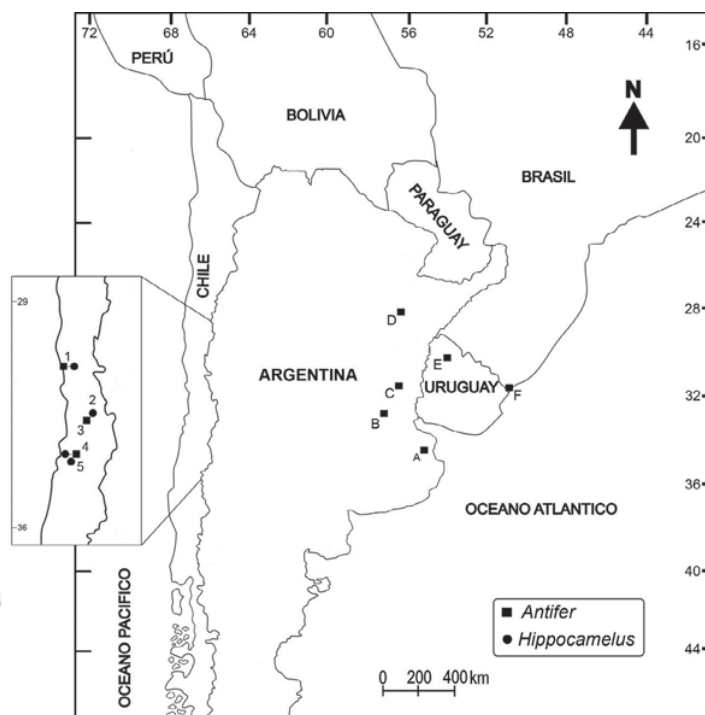 72 68 64 60 56 52 48 44
16
PERÚ
N
BOLIVIA
20
BRASIL
PARAGUAY
24
CHILE
29
28
D
1
E
ARGENTINA
URUGUAY
C
F
32
2
B
3
4
A
5
36
OCEANO ATLANTICO
36
40
OCEANO PACIFICO
Antifer
Hippocamelus
44
0 200 400 km